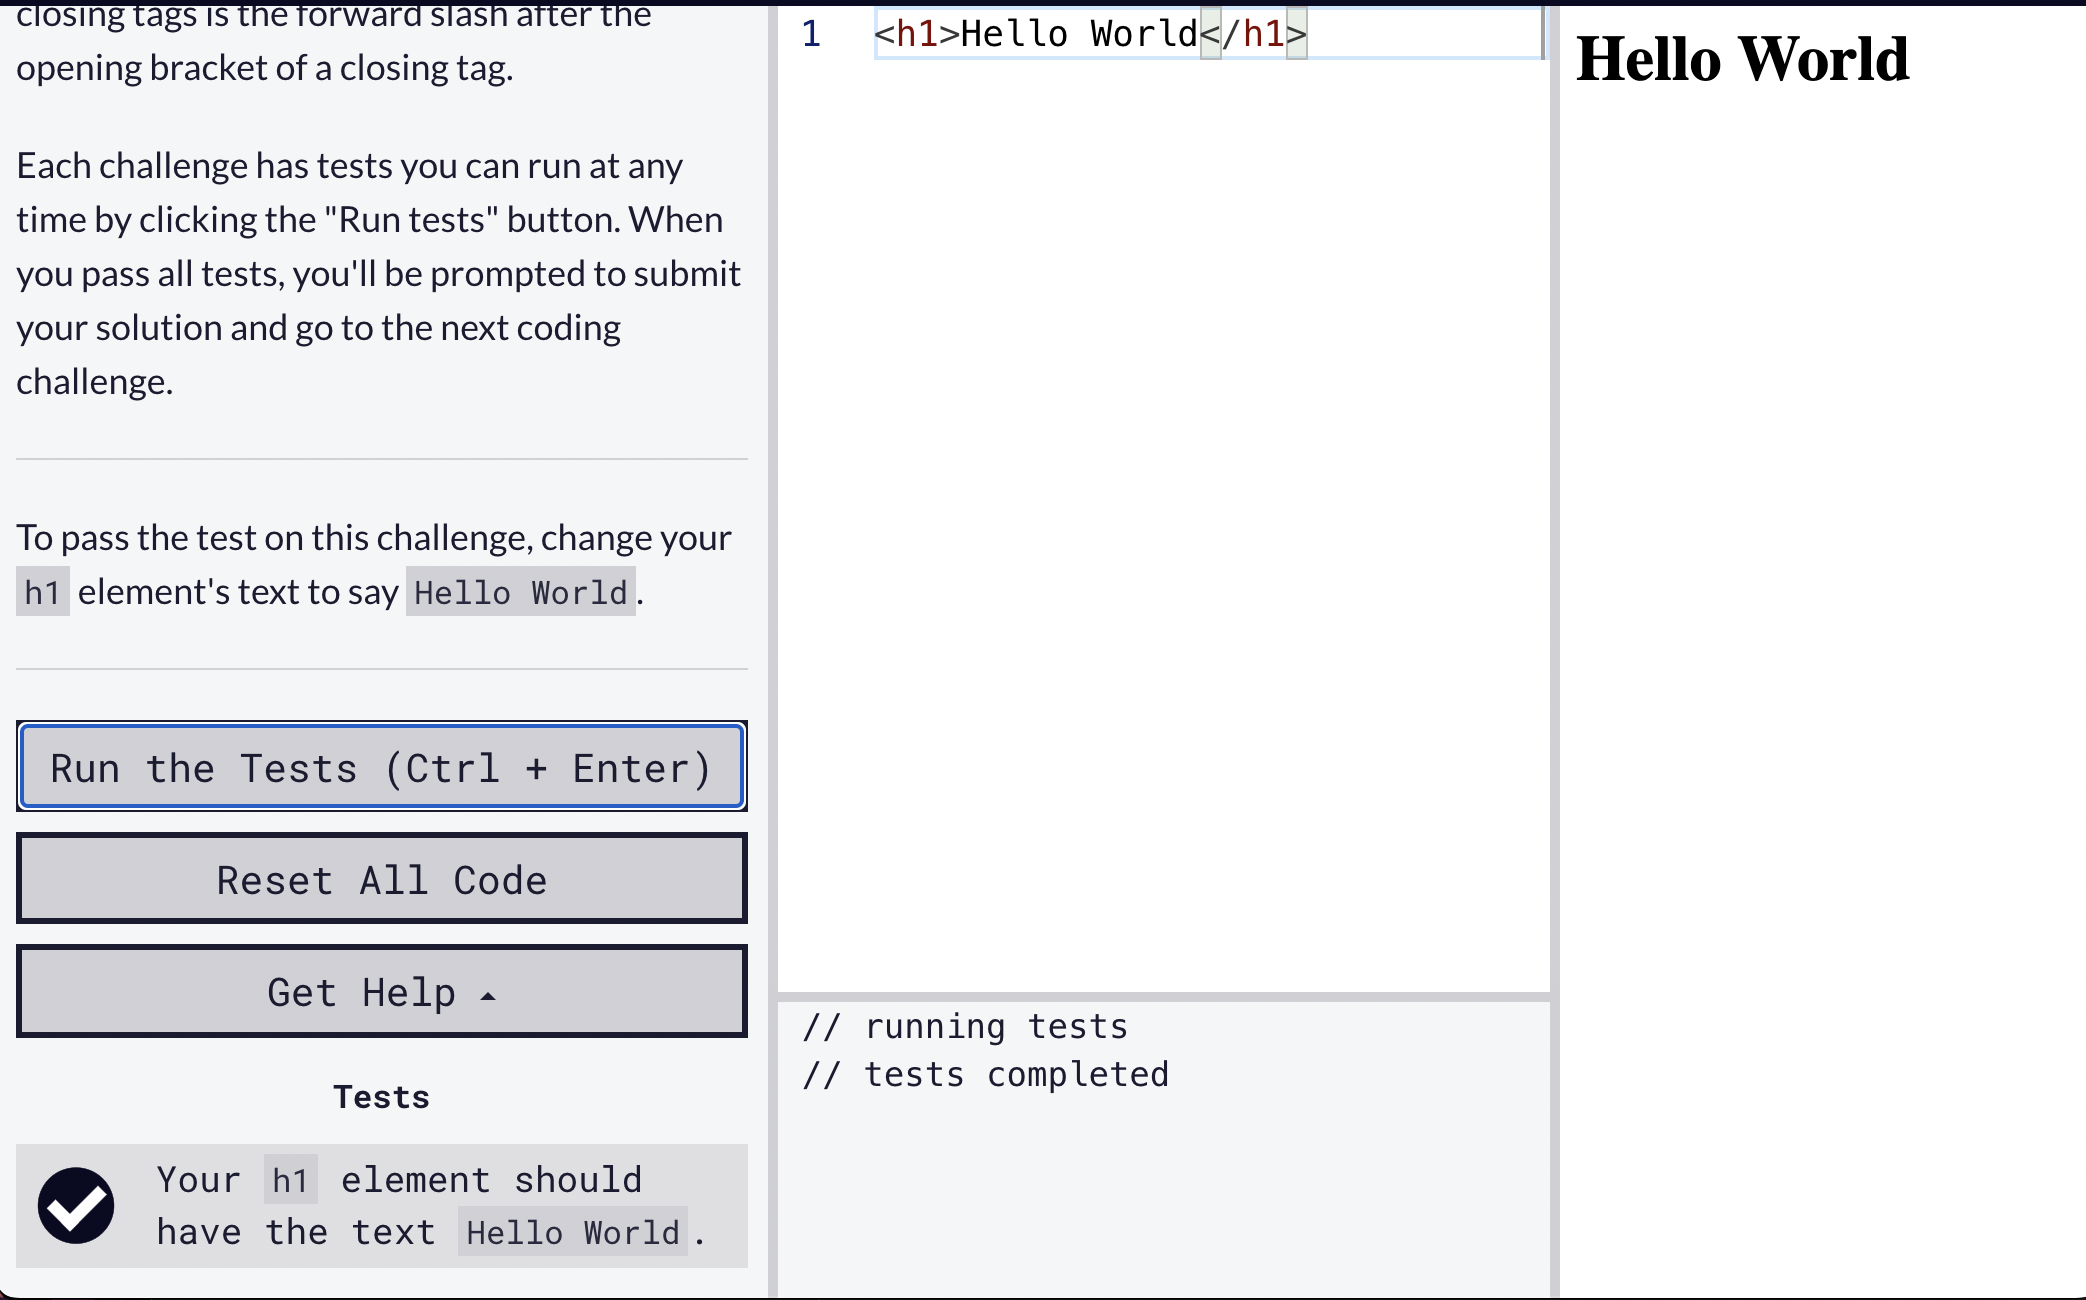 closing tags is the forward slash after the
opening bracket of a closing tag.
Each challenge has tests you can run at any
time by clicking the "Run tests" button. When
you pass all tests, you'll be prompted to submit
your solution and go to the next coding
challenge.
To pass the test on this challenge, change your
h1 element's text to say Hello World.
Run the Tests (Ctrl + Enter)
Reset All Code
Get Help
Tests
Your h1 element should
have the text Hello World.
1 <h1>Hello World</h1>
// running tests
// tests completed
Hello World